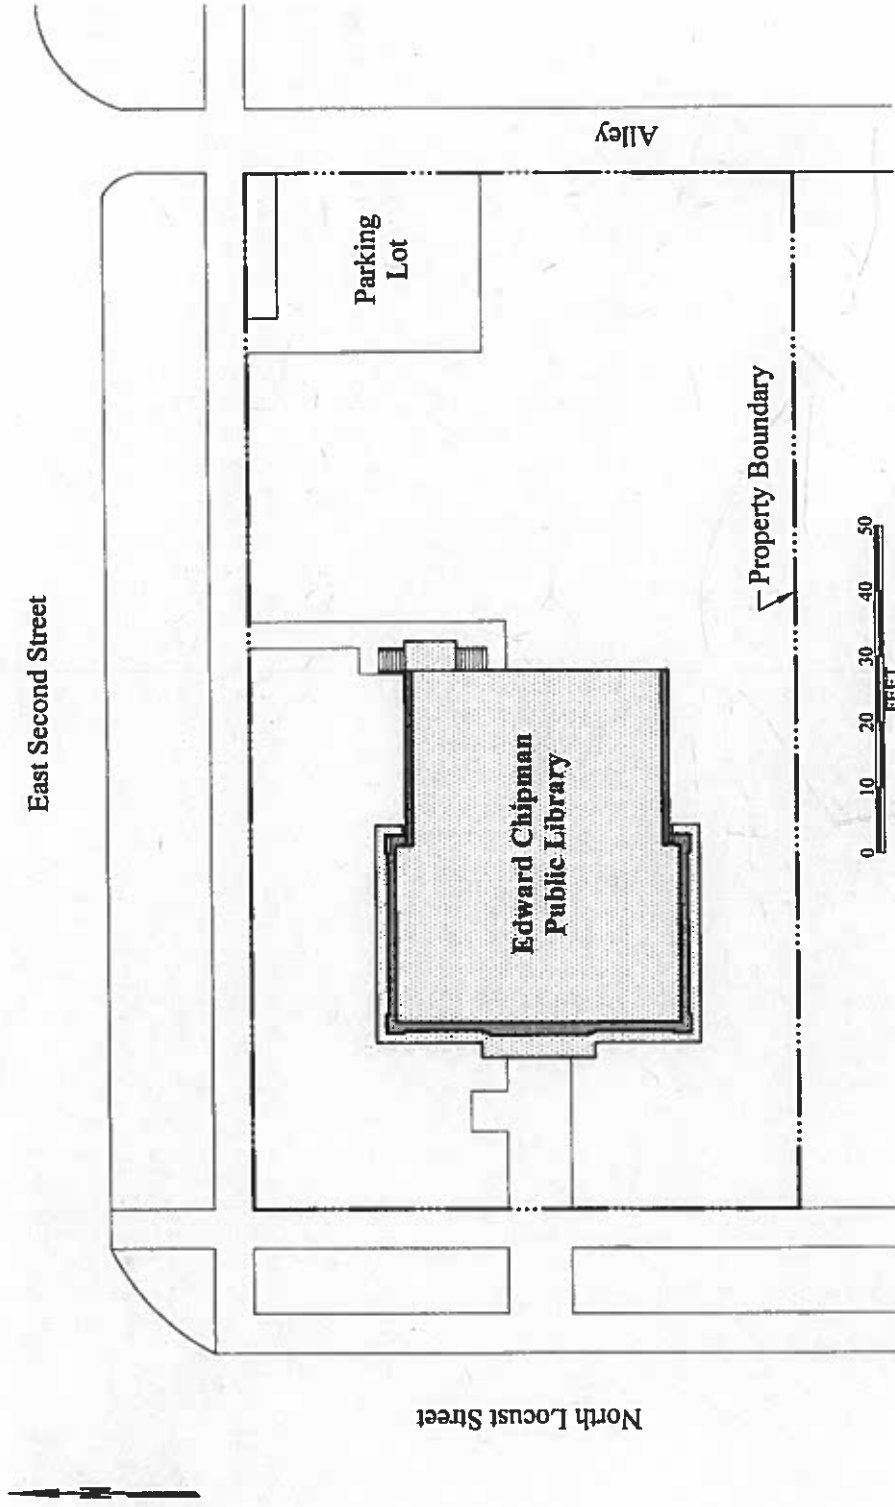 East Second Street
Alley
Parking
Lot
Edward Chipman
Public Library
Property Boundary
0 10 20 30 40 50
FEET
North Locust Street
N